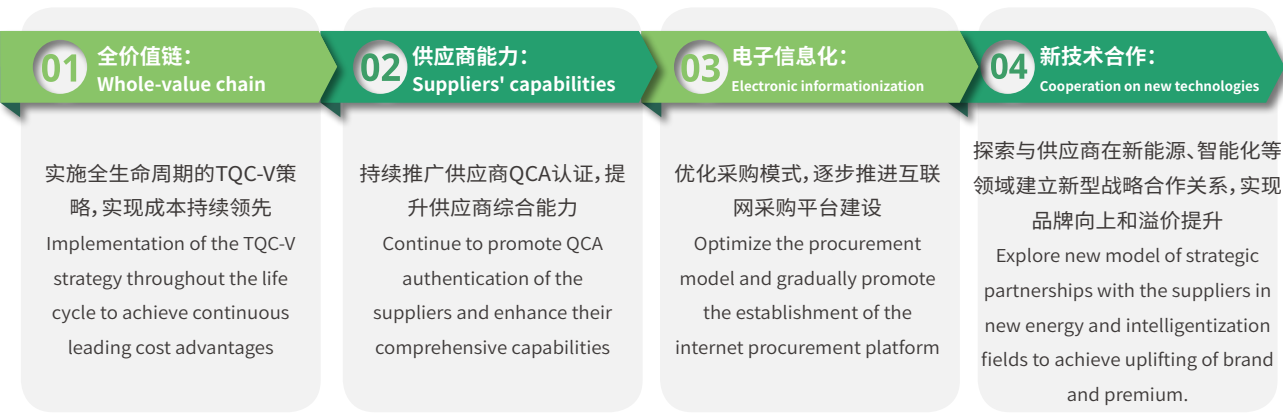 01
全价值链：
Whole-value chain
实施全生命周期的TQC-V策
略，实现成本持续领先
Implementation of the TQC-V
strategy throughout the life
cycle to achieve continuous
leading cost advantages
02
供应商能力：
Suppliers' capabilities
持续推广供应商QCA认证，提
升供应商综合能力
Continue to promote QCA
authentication of the
suppliers and enhance their
comprehensive capabilities
03
电子信息化：
Electronic informationization
优化采购模式，逐步推进互联
网采购平台建设
Optimize the procurement
model and gradually promote
the establishment of the
internet procurement platform
04
新技术合作：
Cooperation on new technologies
探索与供应商在新能源、智能化等
领域建立新型战略合作关系，实现
品牌向上和溢价提升
Explore new model of strategic
partnerships with the suppliers in
new energy and intelligentization
fields to achieve uplifting of brand
and premium.